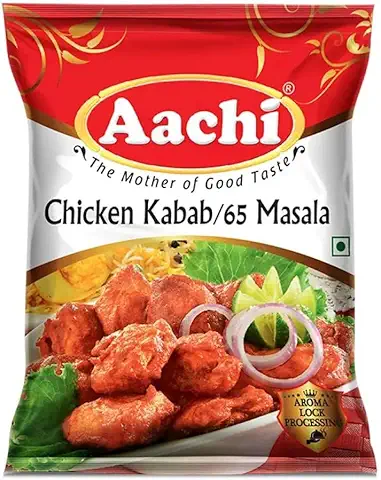 Aachi®
The Mother of Good Taste
Chicken Kabab/65 Masala
AROMA
LOCK
PROCESSING